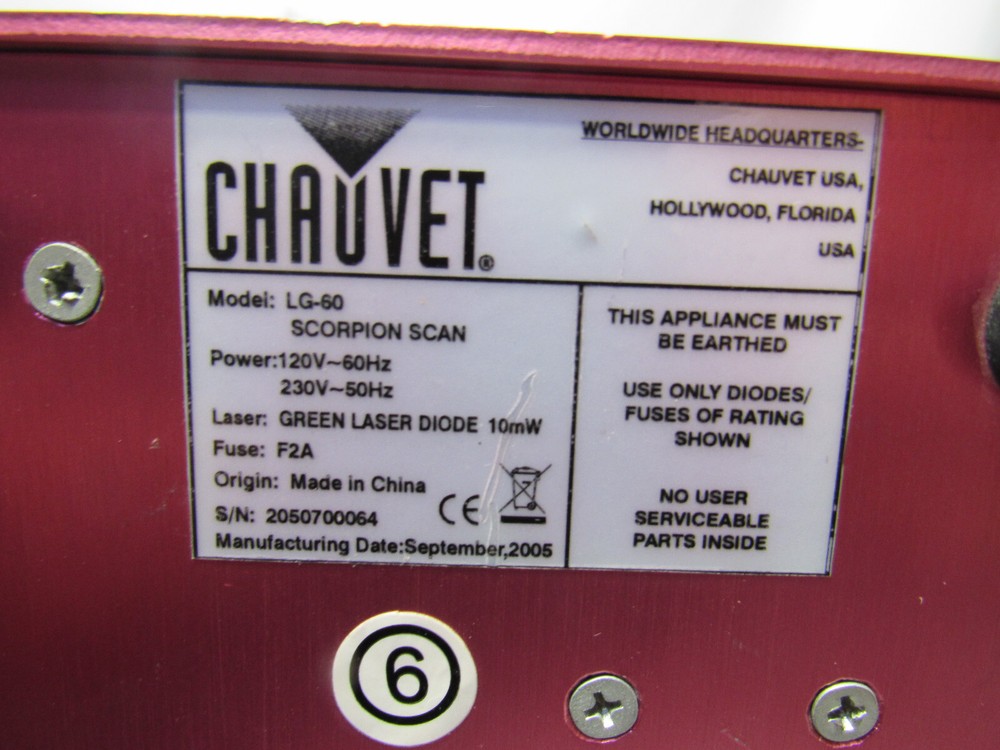 CHAUVET®
WORLDWIDE HEADQUARTERS-
CHAUVET USA,
HOLLYWOOD, FLORIDA
USA
Model: LG-60
SCORPION SCAN
Power:120V~60Hz
230V~50Hz
Laser: GREEN LASER DIODE 10mW
Fuse: F2A
Origin: Made in China
S/N: 2050700064
CE
Manufacturing Date:September,2005
THIS APPLIANCE MUST
BE EARTHED
USE ONLY DIODES/
FUSES OF RATING
SHOWN
NO USER
SERVICEABLE
PARTS INSIDE
6